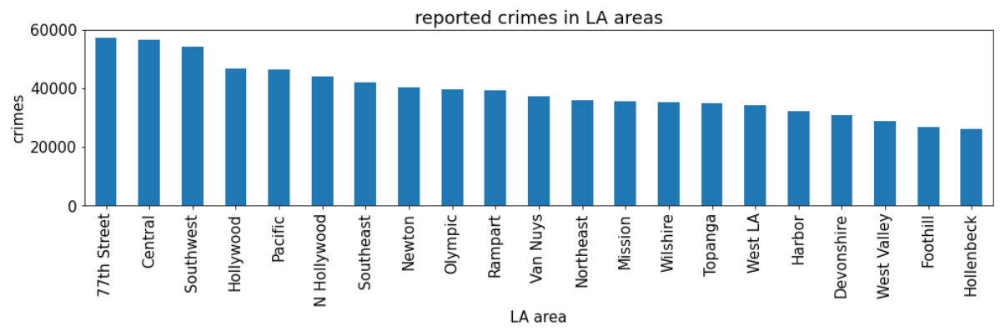 reported crimes in LA areas
60000
40000
20000
0
crimes
77th Street
Central
Southwest
Hollywood
Pacific
N Hollywood
Southeast
Newton
Olympic
Rampart
Van Nuys
Northeast
Mission
Wilshire
Topanga
West LA
Harbor
Devonshire
West Valley
Foothill
Hollenbeck
LA area